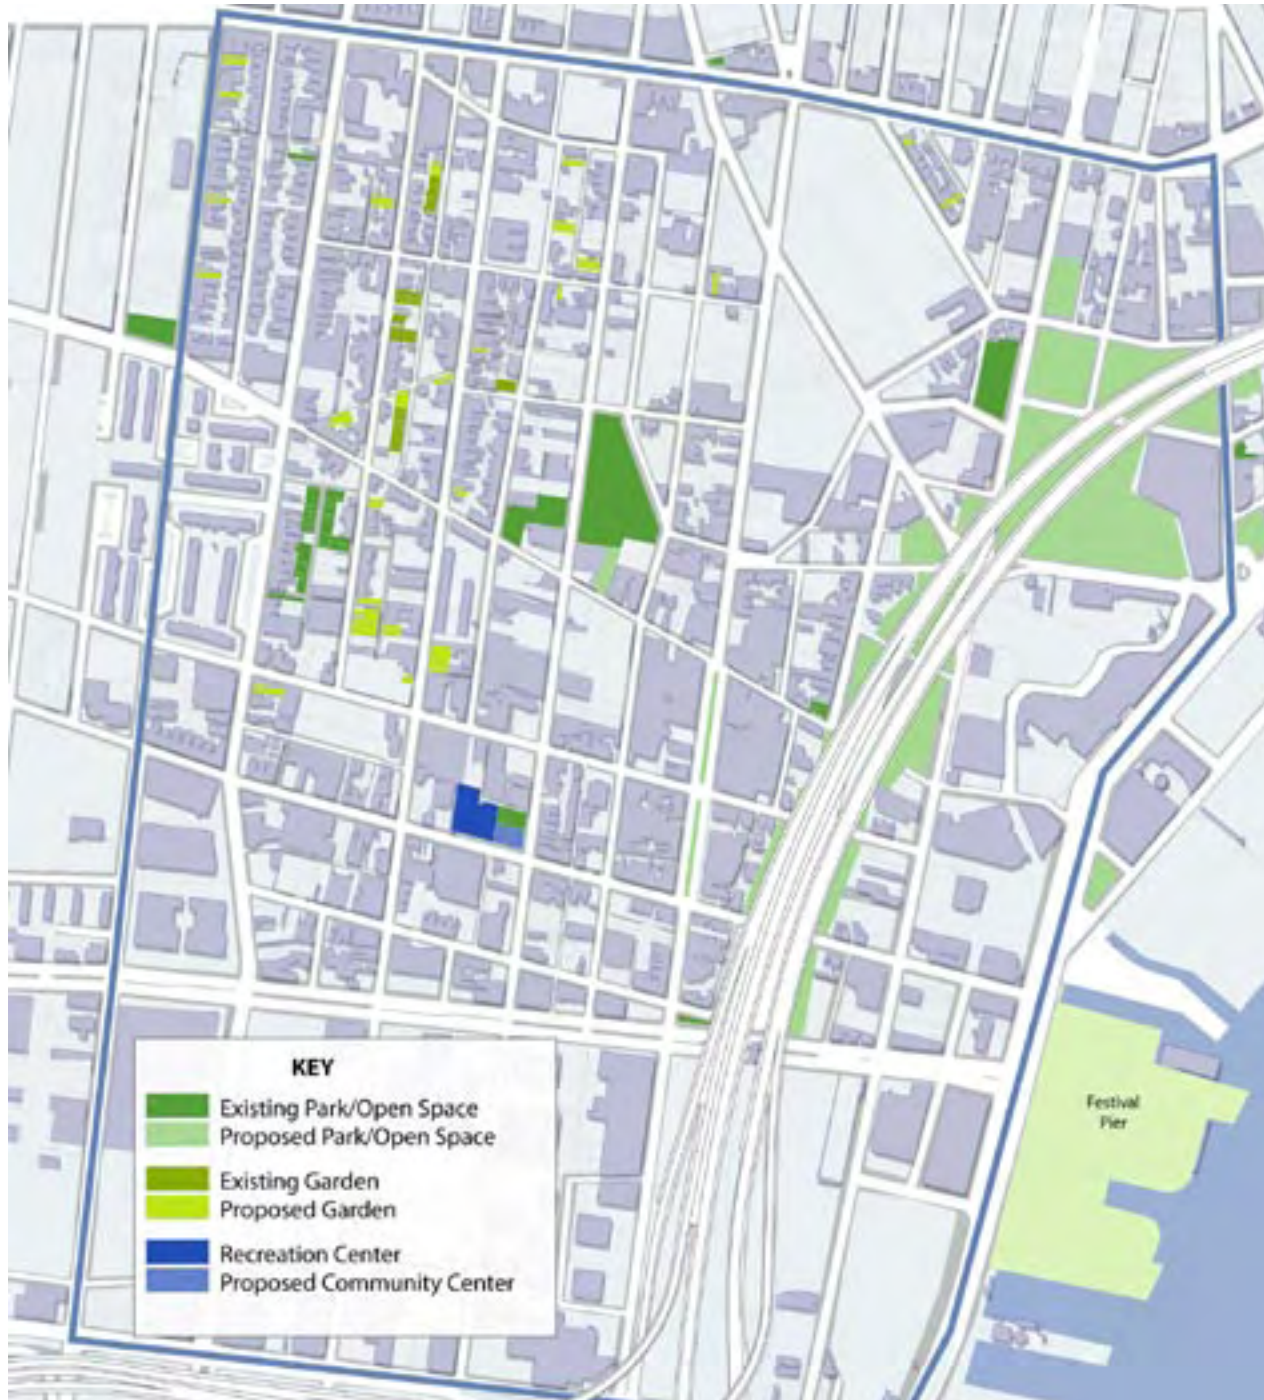 Festival
Pier
KEY
Existing Park/Open Space
Proposed Park/Open Space
Existing Garden
Proposed Garden
Recreation Center
Proposed Community Center